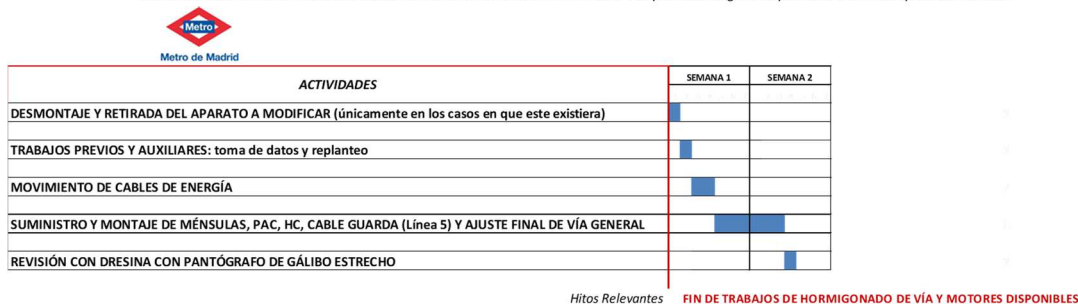 Metro
Metro de Madrid
ACTIVIDADES
SEMANA 1
SEMANA 2
DESMONTAJE Y RETIRADA DEL APARATO A MODIFICAR (únicamente en los casos en que este existiera)
TRABAJOS PREVIOS Y AUXILIARES: toma de datos y replanteo
MOVIMIENTO DE CABLES DE ENERGÍA
SUMINISTRO Y MONTAJE DE MÉNSULAS, PAC, HC, CABLE GUARDA (Línea 5) Y AJUSTE FINAL DE VÍA GENERAL
REVISIÓN CON DRESINA CON PANTÓGRAFO DE GÁLIBO ESTRECHO
Hitos Relevantes FIN DE TRABAJOS DE HORMIGONADO DE VÍA Y MOTORES DISPONIBLES